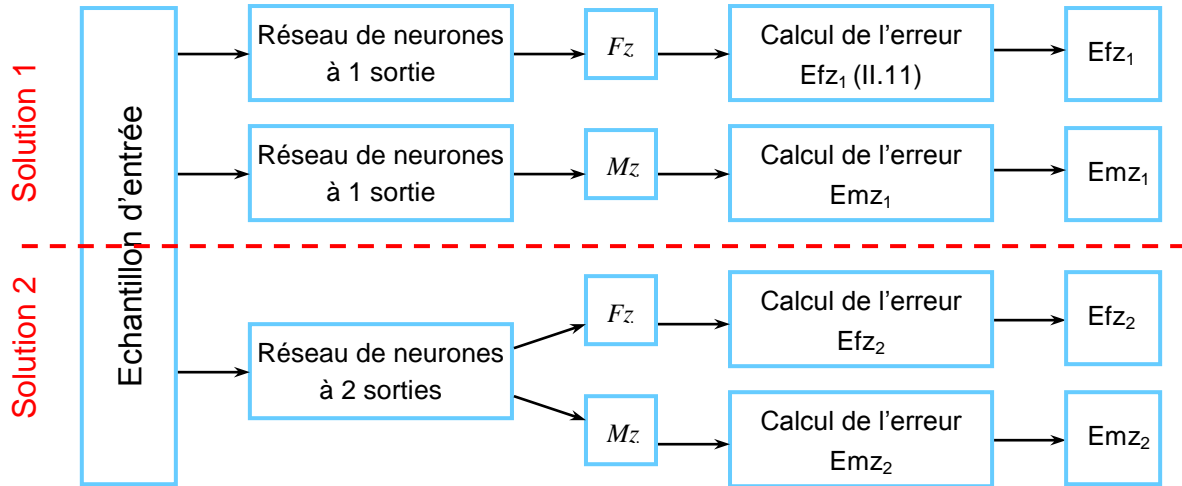 Solution 1
Solution 2
Echantillon d'entrée
Réseau de neurones
à 1 sortie
Fz
Calcul de l'erreur
Efz₁ (II.11)
Efz₁
Réseau de neurones
à 1 sortie
Mz
Calcul de l'erreur
Emz₁
Emz₁
Réseau de neurones
à 2 sorties
Fz
Calcul de l'erreur
Efz₂
Efz₂
Mz
Calcul de l'erreur
Emz₂
Emz₂